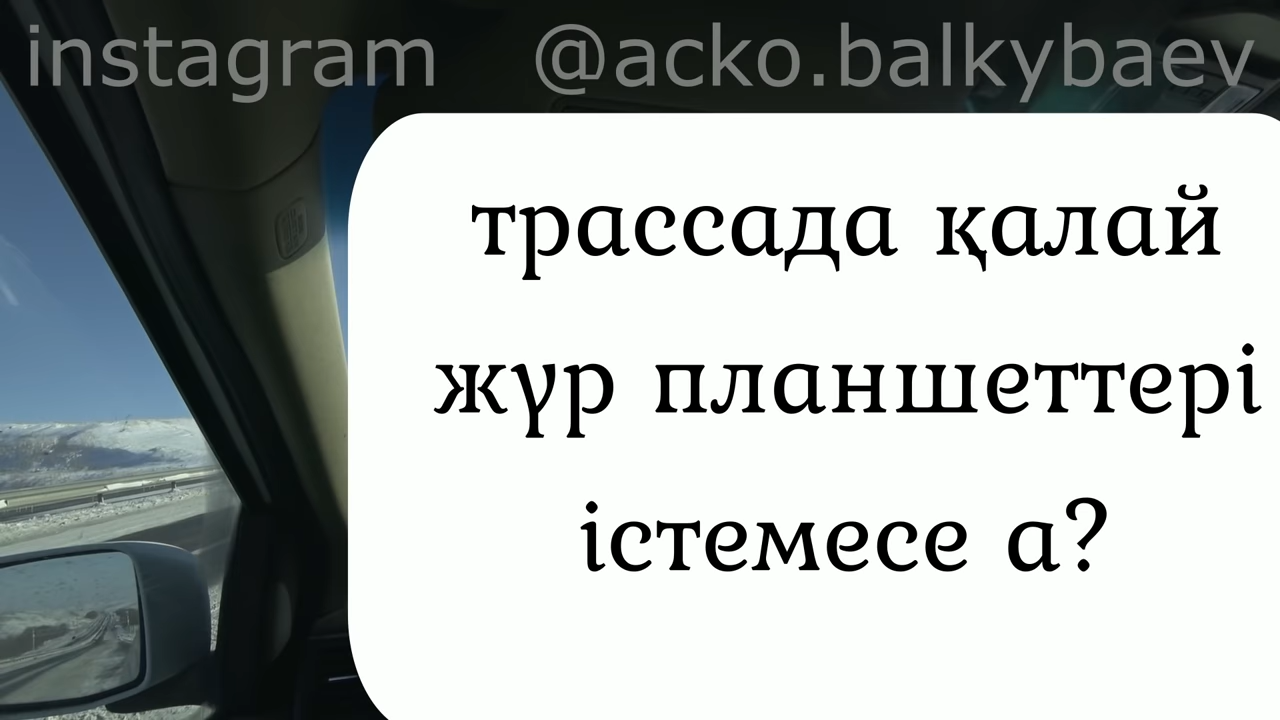 instagram @acko.balkybaev
трассада қалай
жүр планшеттері
істемесе а?